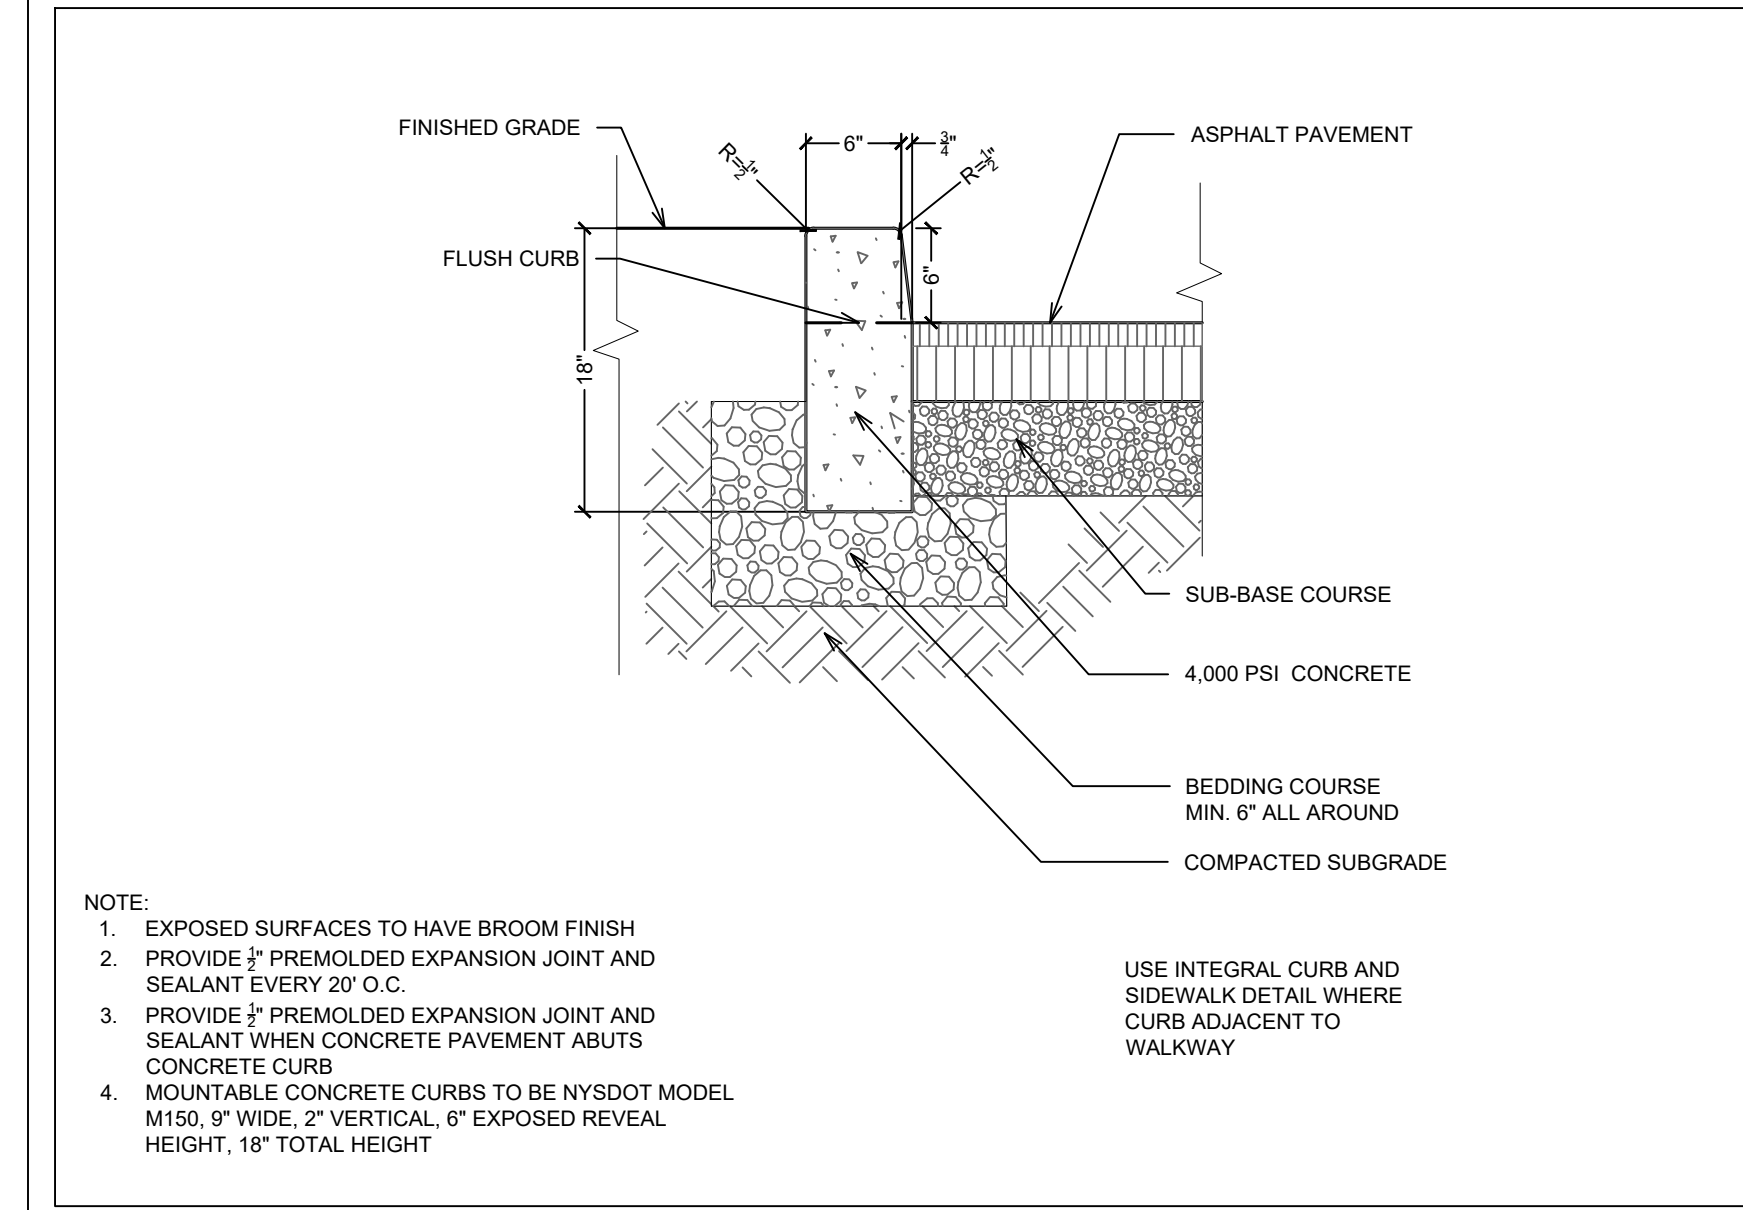 FINISHED GRADE
6"
3/4"
R=1/2"
R=1/2"
ASPHALT PAVEMENT
FLUSH CURB
6"
18"
SUB-BASE COURSE
4,000 PSI CONCRETE
BEDDING COURSE
MIN. 6" ALL AROUND
COMPACTED SUBGRADE
NOTE:
1. EXPOSED SURFACES TO HAVE BROOM FINISH
2. PROVIDE 1/2" PREMOLDED EXPANSION JOINT AND
SEALANT EVERY 20' O.C.
3. PROVIDE 1/2" PREMOLDED EXPANSION JOINT AND
SEALANT WHEN CONCRETE PAVEMENT ABUTS
CONCRETE CURB
4. MOUNTABLE CONCRETE CURBS TO BE NYSDOT MODEL
M150, 9" WIDE, 2" VERTICAL, 6" EXPOSED REVEAL
HEIGHT, 18" TOTAL HEIGHT
USE INTEGRAL CURB AND
SIDEWALK DETAIL WHERE
CURB ADJACENT TO
WALKWAY